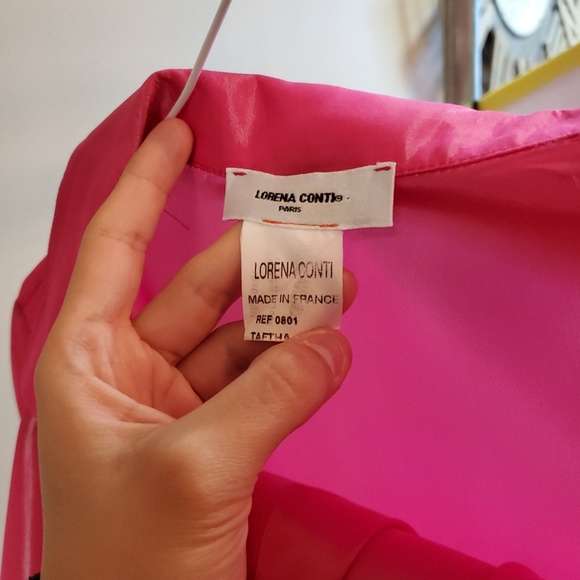 LORENA CONTI®
PARIS
LORENA CONTI
MADE IN FRANCE
REF 0801